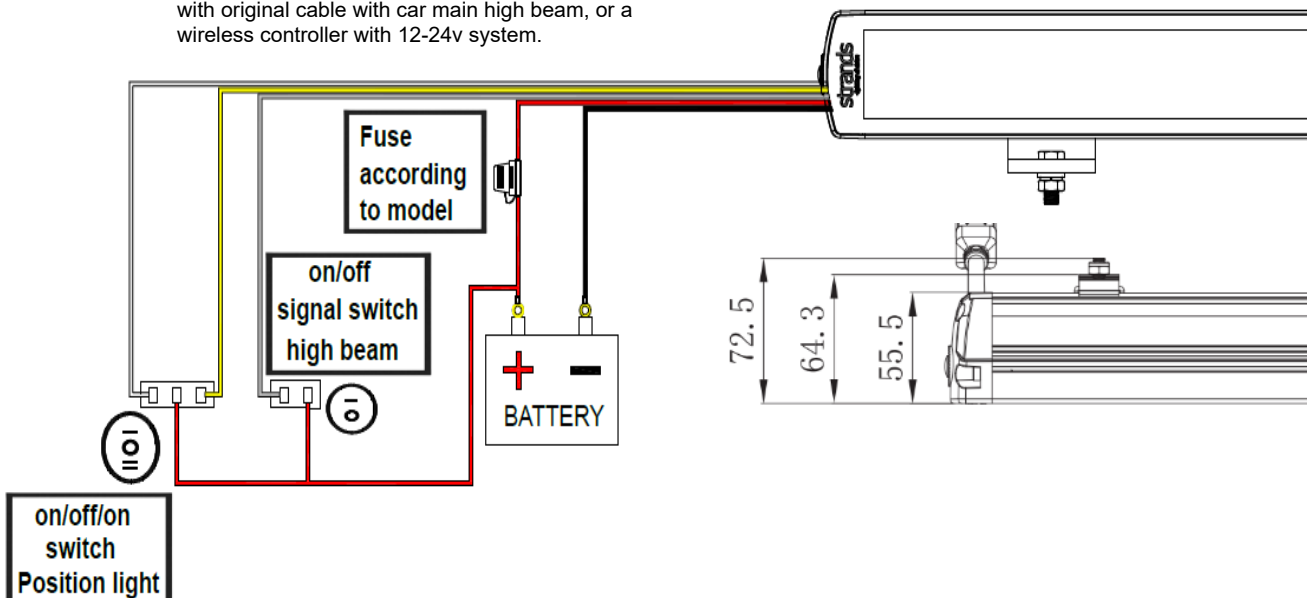 with original cable with car main high beam, or a
wireless controller with 12-24v system.
strands
Fuse
according
to model
on/off
signal switch
high beam
BATTERY
72.5
64.3
55.5
on/off/on
switch
Position light